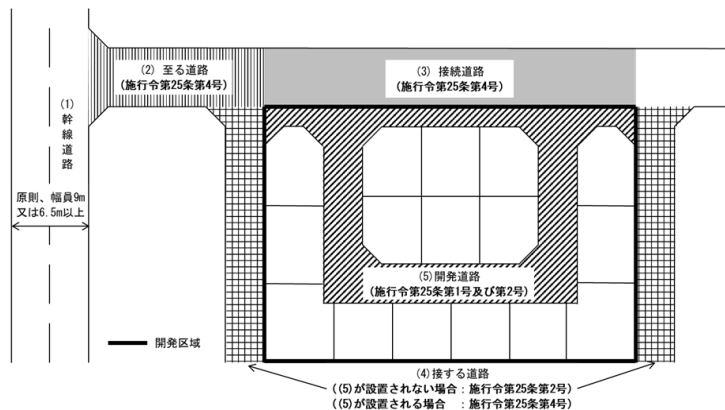 (2) 至る道路
(施行令第25条第4号)
(3) 接続道路
(施行令第25条第4号)
(1)
幹線道路
原則、幅員9m
又は6.5m以上
(5)開発道路
(施行令第25条第1号及び第2号)
開発区域
(4)接する道路
((5)が設置されない場合：施行令第25条第2号)
((5)が設置される場合　：施行令第25条第4号)